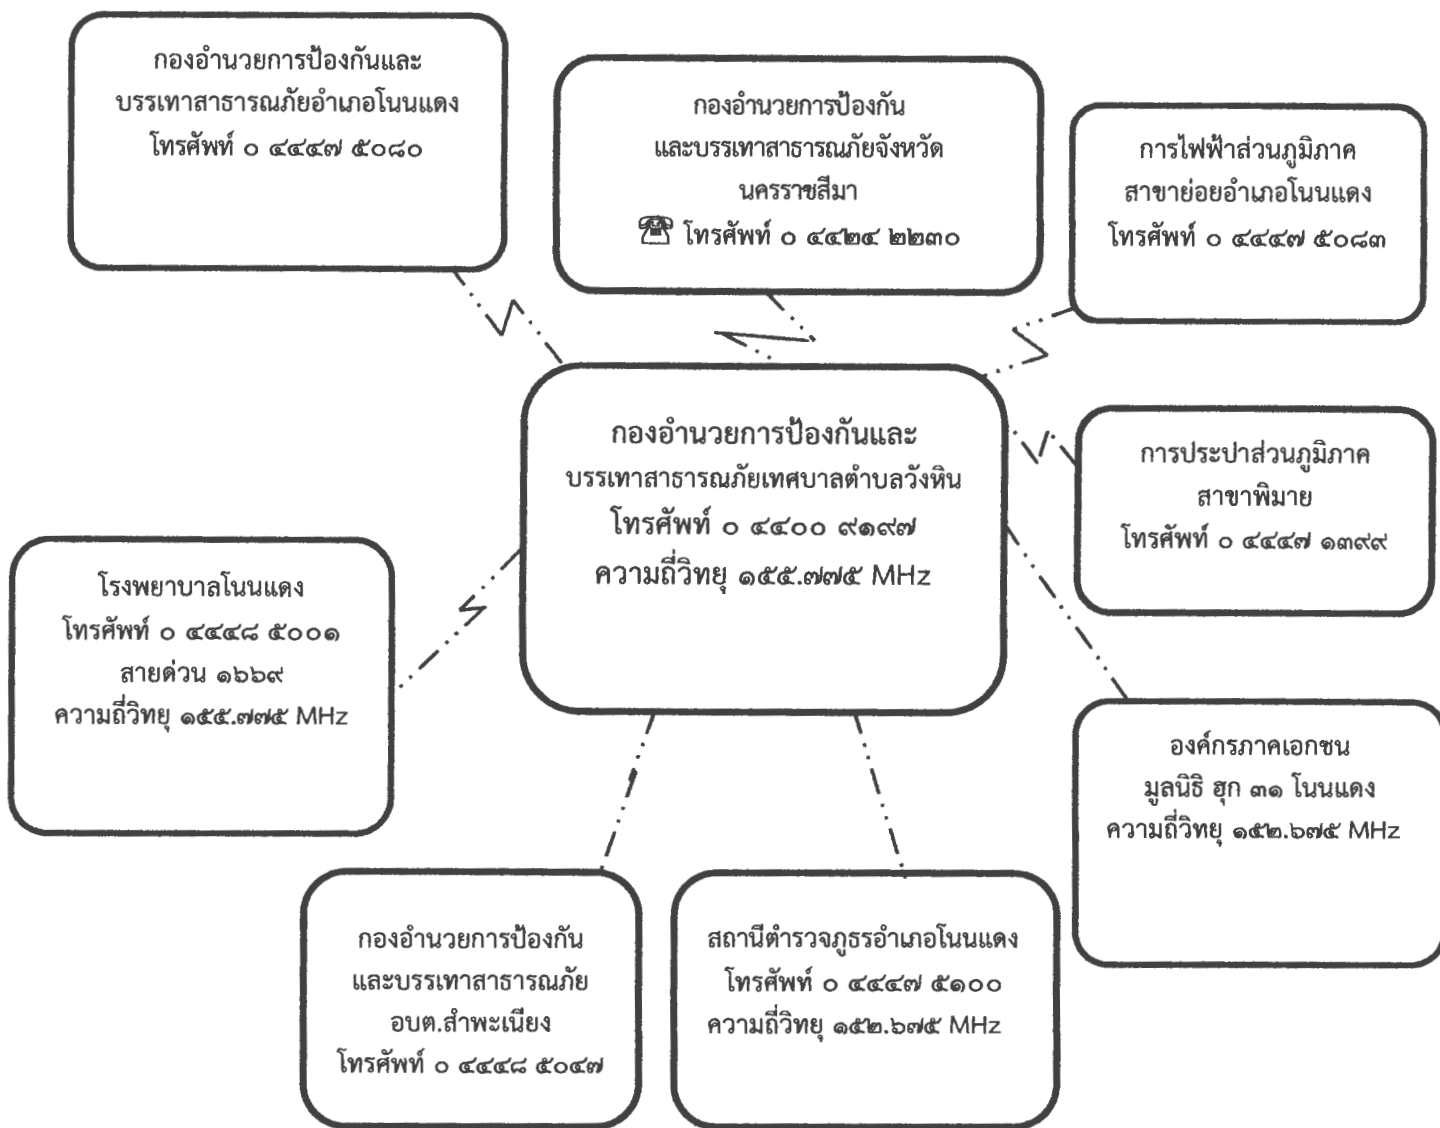 กองอำนวยการป้องกันและ
บรรเทาสาธารณภัยอำเภอโนนแดง
โทรศัพท์ ๐ ๔๔๔๗ ๕๐๘๐
กองอำนวยการป้องกัน
และบรรเทาสาธารณภัยจังหวัด
นครราชสีมา
โทรศัพท์ ๐ ๔๔๒๔ ๒๒๓๐
การไฟฟ้าส่วนภูมิภาค
สาขาย่อยอำเภอโนนแดง
โทรศัพท์ ๐ ๔๔๔๗ ๕๐๘๓
กองอำนวยการป้องกันและ
บรรเทาสาธารณภัยเทศบาลตำบลวังหิน
โทรศัพท์ ๐ ๔๔๐๐ ๙๑๙๗
ความถี่วิทยุ ๑๕๕.๗๗๕ MHz
การประปาส่วนภูมิภาค
สาขาพิมาย
โทรศัพท์ ๐ ๔๔๔๗ ๑๓๙๙
โรงพยาบาลโนนแดง
โทรศัพท์ ๐ ๔๔๔๘ ๕๐๐๑
สายด่วน ๑๖๖๙
ความถี่วิทยุ ๑๕๕.๗๗๕ MHz
องค์กรภาคเอกชน
มูลนิธิ ฮุก ๓๑ โนนแดง
ความถี่วิทยุ ๑๕๒.๖๗๕ MHz
กองอำนวยการป้องกัน
และบรรเทาสาธารณภัย
อบต.สำพะเนียง
โทรศัพท์ ๐ ๔๔๔๘ ๕๐๔๗
สถานีตำรวจภูธรอำเภอโนนแดง
โทรศัพท์ ๐ ๔๔๔๗ ๕๑๐๐
ความถี่วิทยุ ๑๕๒.๖๗๕ MHz